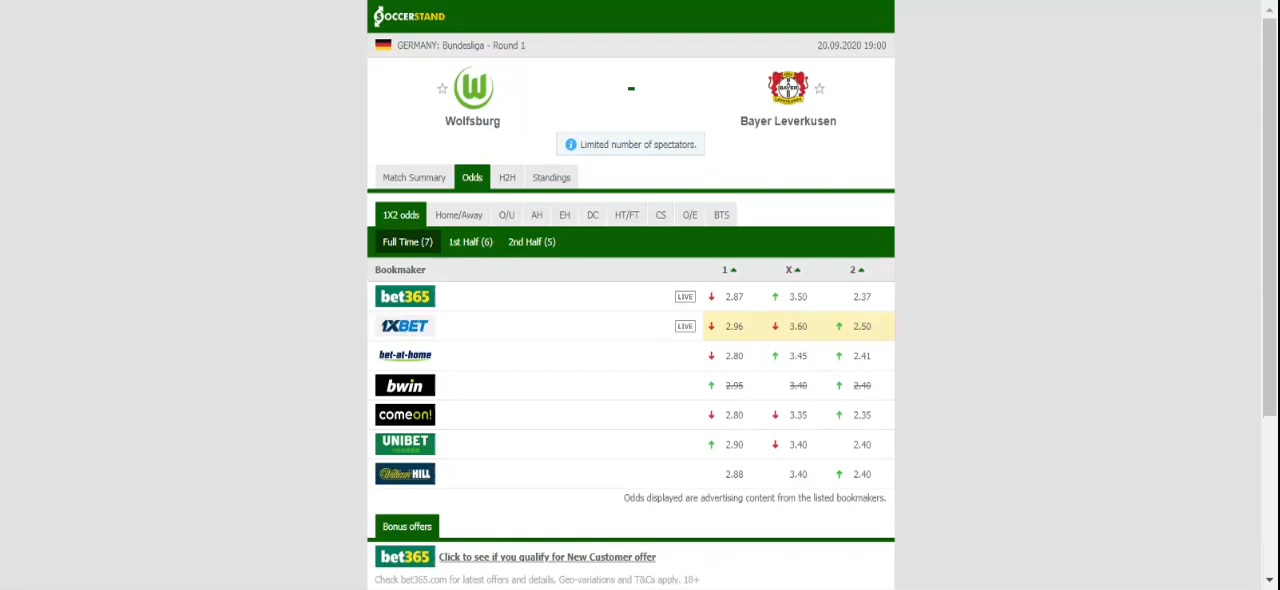 SOCCERSTAND
GERMANY: Bundesliga - Round 1 20.09.2020 19:00
-
Wolfsburg Bayer Leverkusen
Limited number of spectators.
Match Summary Odds H2H Standings
1X2 odds Home/Away O/U AH EH DC HT/FT CS O/E BTS
Full Time (7) 1st Half (6) 2nd Half (5)
Bookmaker 1 X 2
bet365 LIVE 2.87 3.50 2.37
1XBET LIVE 2.96 3.60 2.50
bet-at-home 2.80 3.45 2.41
bwin 2.95 3.40 2.40
comeon! 2.80 3.35 2.35
UNIBET 2.90 3.40 2.40
William HILL 2.88 3.40 2.40
Odds displayed are advertising content from the listed bookmakers.
Bonus offers
bet365 Click to see if you qualify for New Customer offer
Check bet365.com for latest offers and details. Geo-variations and T&Cs apply. 18+